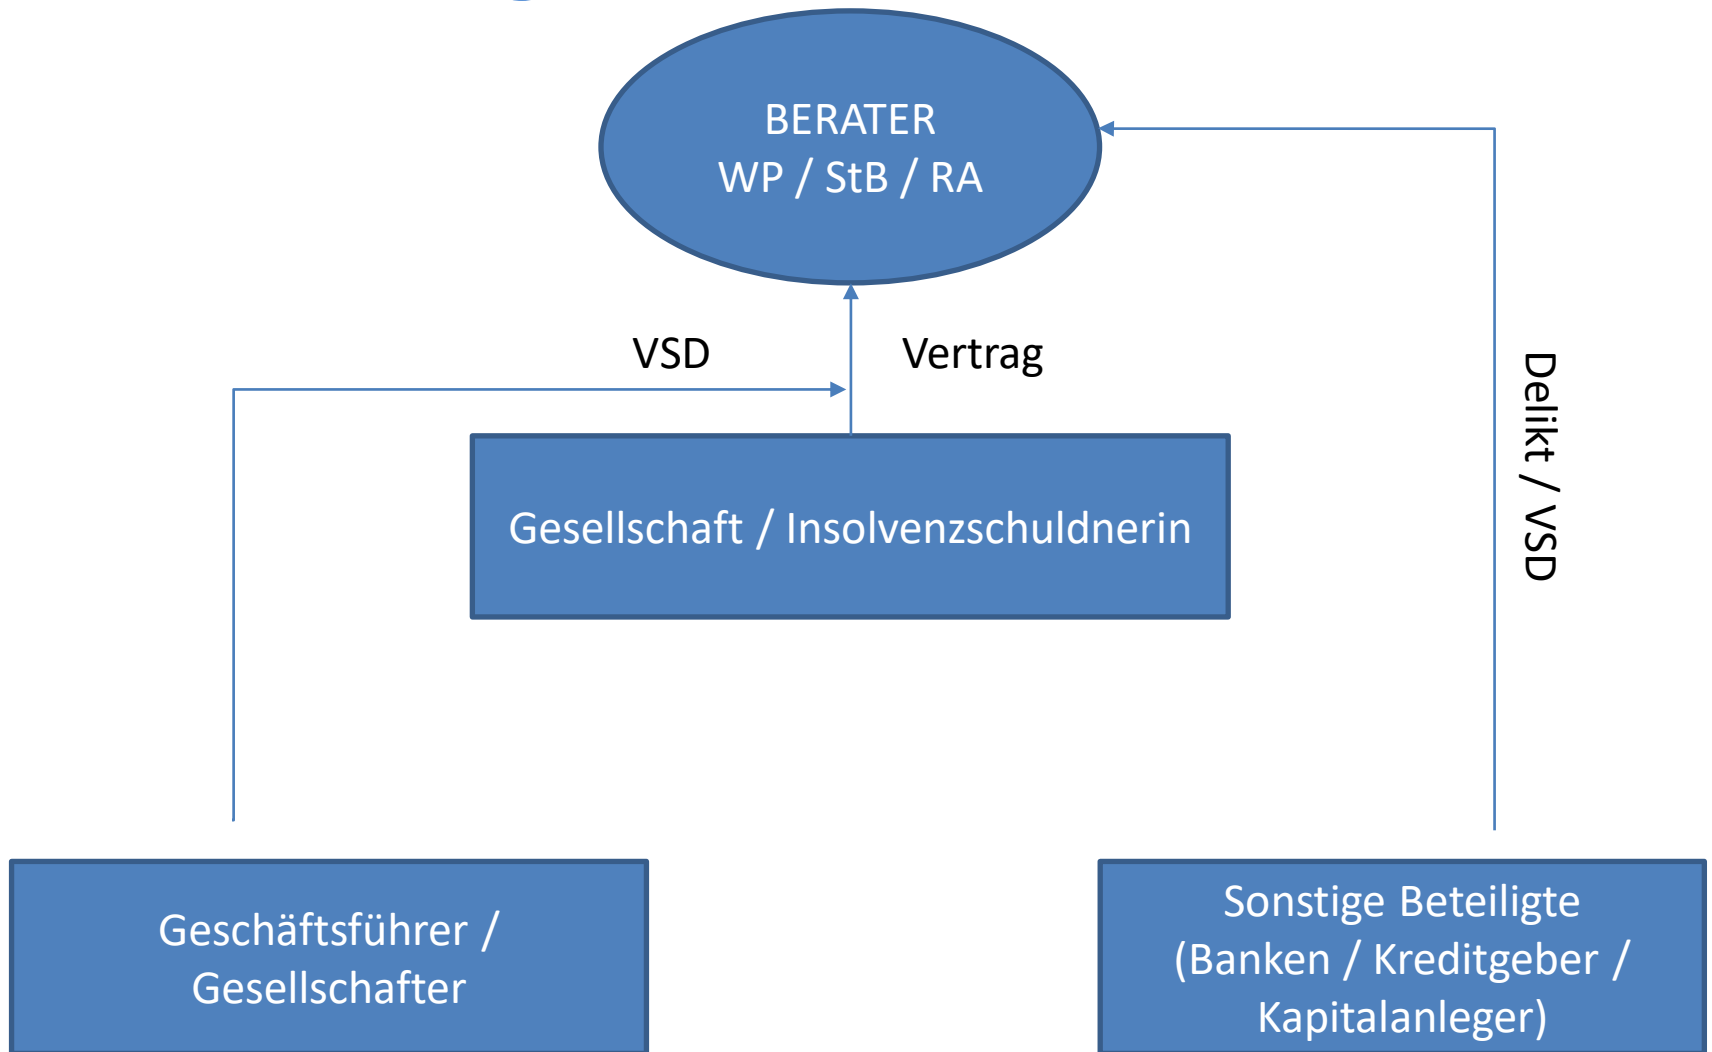 BERATER
WP / StB / RA
VSD
Vertrag
Delikt / VSD
Gesellschaft / Insolvenzschuldnerin
Geschäftsführer /
Gesellschafter
Sonstige Beteiligte
(Banken / Kreditgeber /
Kapitalanleger)